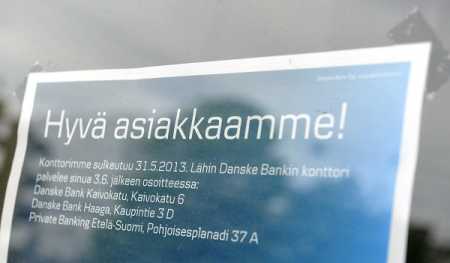 Hyvä asiakkaamme!
Konttorimme sulkeutuu 31.5.2013. Lähin Danske Bankin konttori
palvelee sinua 3.6. jälkeen osoitteessa:
Danske Bank Kaivokatu, Kaivokatu 6
Danske Bank Haaga, Kaupintie 3 D
Private Banking Etelä-Suomi, Pohjoisesplanadi 37 A